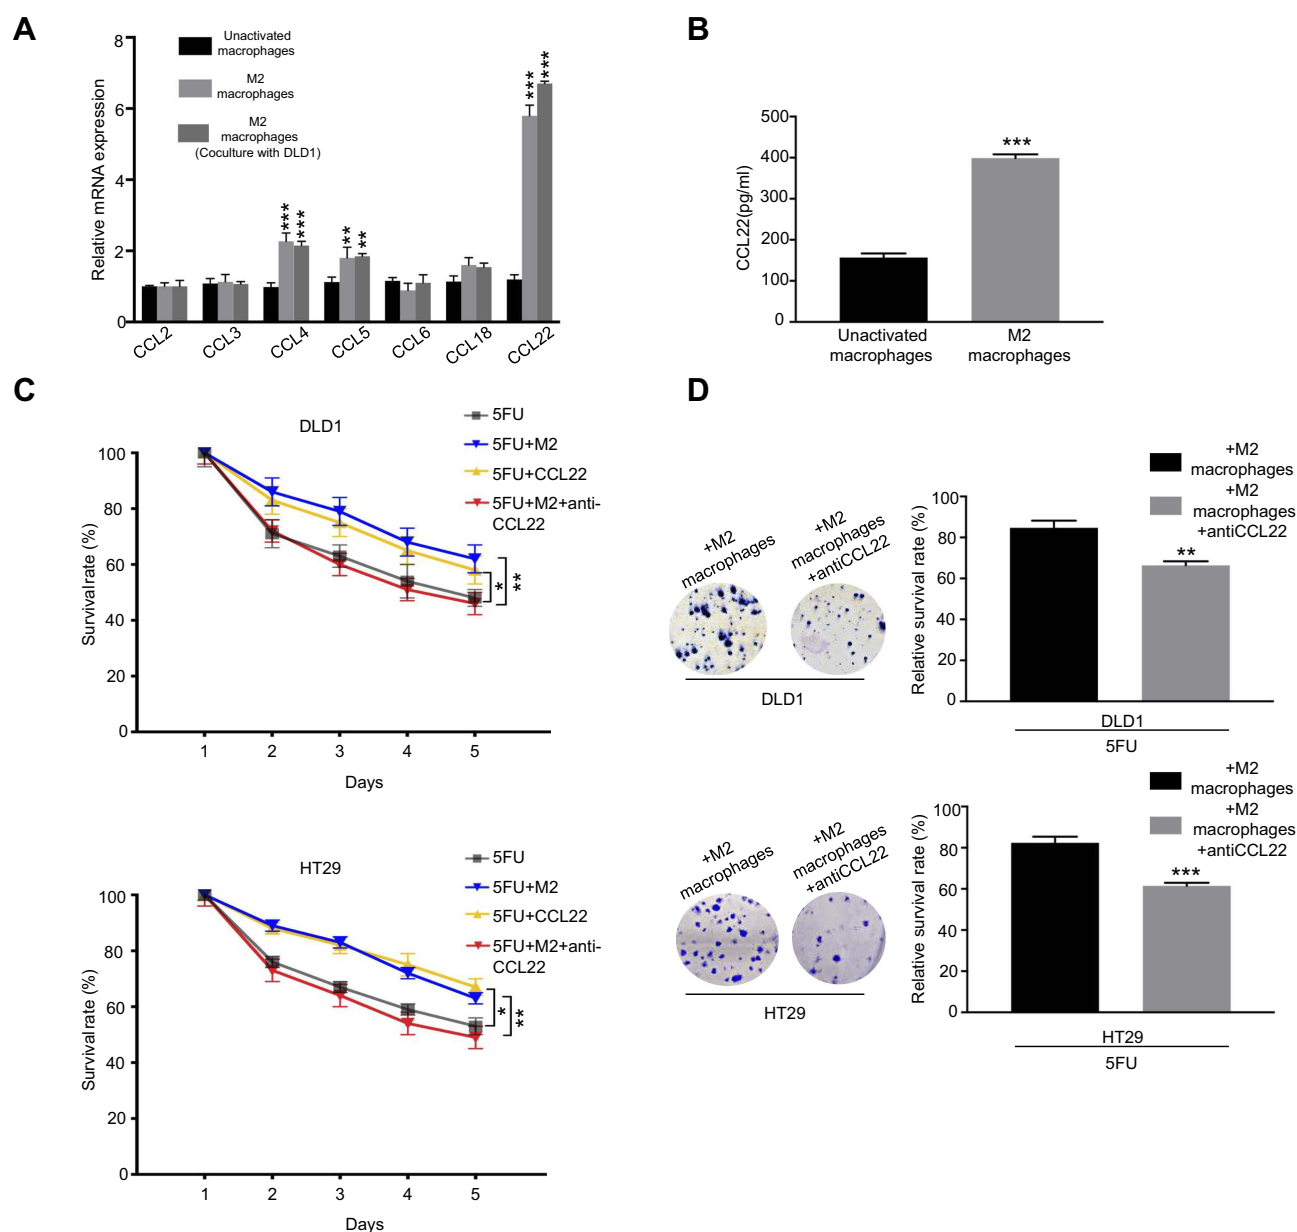 A
8
6
4
2
0
Relative mRNA expression
Unactivated
macrophages
M2
macrophages
M2
macrophages
(Coculture with DLD1)
***
***
**
**
***
***
CCL2
CCL3
CCL4
CCL5
CCL6
CCL18
CCL22
B
500
400
300
200
100
0
CCL22(pg/ml)
***
Unactivated
macrophages
M2
macrophages
C
DLD1
5FU
5FU+M2
5FU+CCL22
5FU+M2+anti-
CCL22
100
80
60
40
20
0
Survival rate (%)
*
**
1 2 3 4 5
Days
HT29
5FU
5FU+M2
5FU+CCL22
5FU+M2+anti-
CCL22
100
80
60
40
20
0
Survival rate (%)
*
**
1 2 3 4 5
Days
D
+M2
macrophages
+M2
macrophages
+antiCCL22
DLD1
+M2
macrophages
+M2
macrophages
+antiCCL22
100
80
60
40
20
0
Relative survival rate (%)
**
DLD1
5FU
+M2
macrophages
+M2
macrophages
+antiCCL22
HT29
+M2
macrophages
+M2
macrophages
+antiCCL22
100
80
60
40
20
0
Relative survival rate (%)
***
HT29
5FU